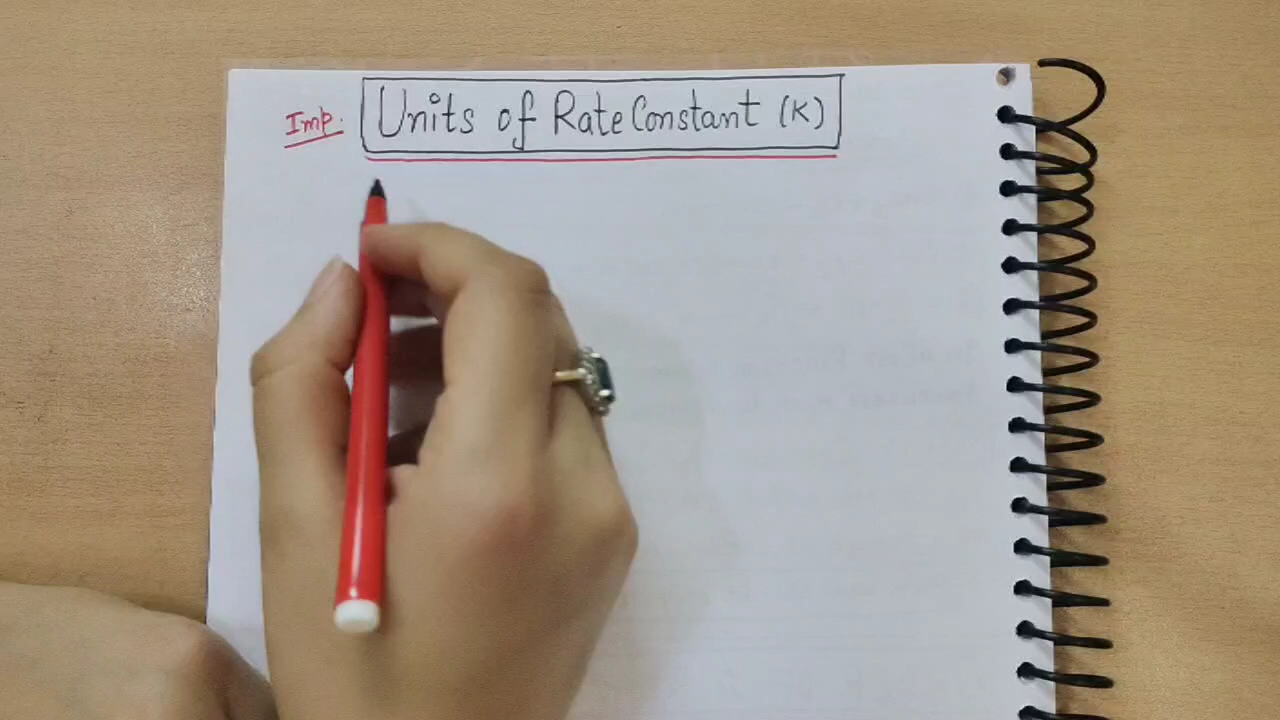 Imp. Units of Rate Constant (K)